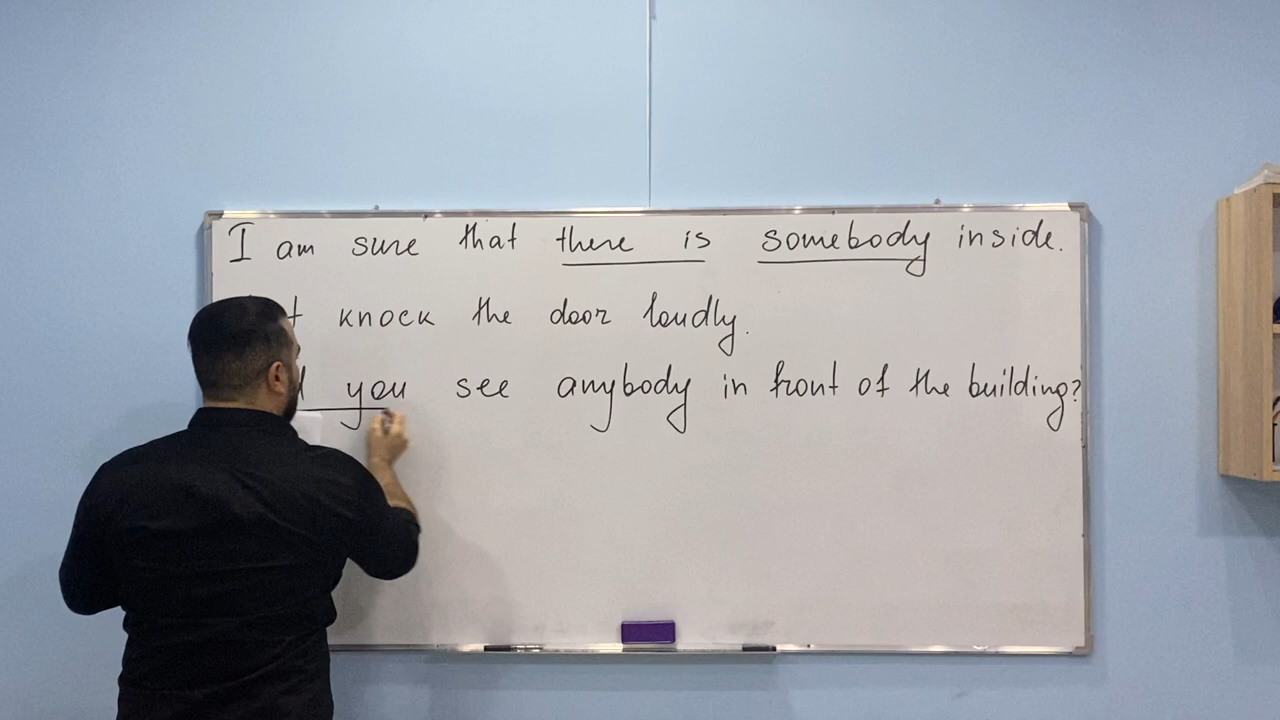 I am sure that there is somebody inside.
knock the door loudly.
you see anybody in front of the building?